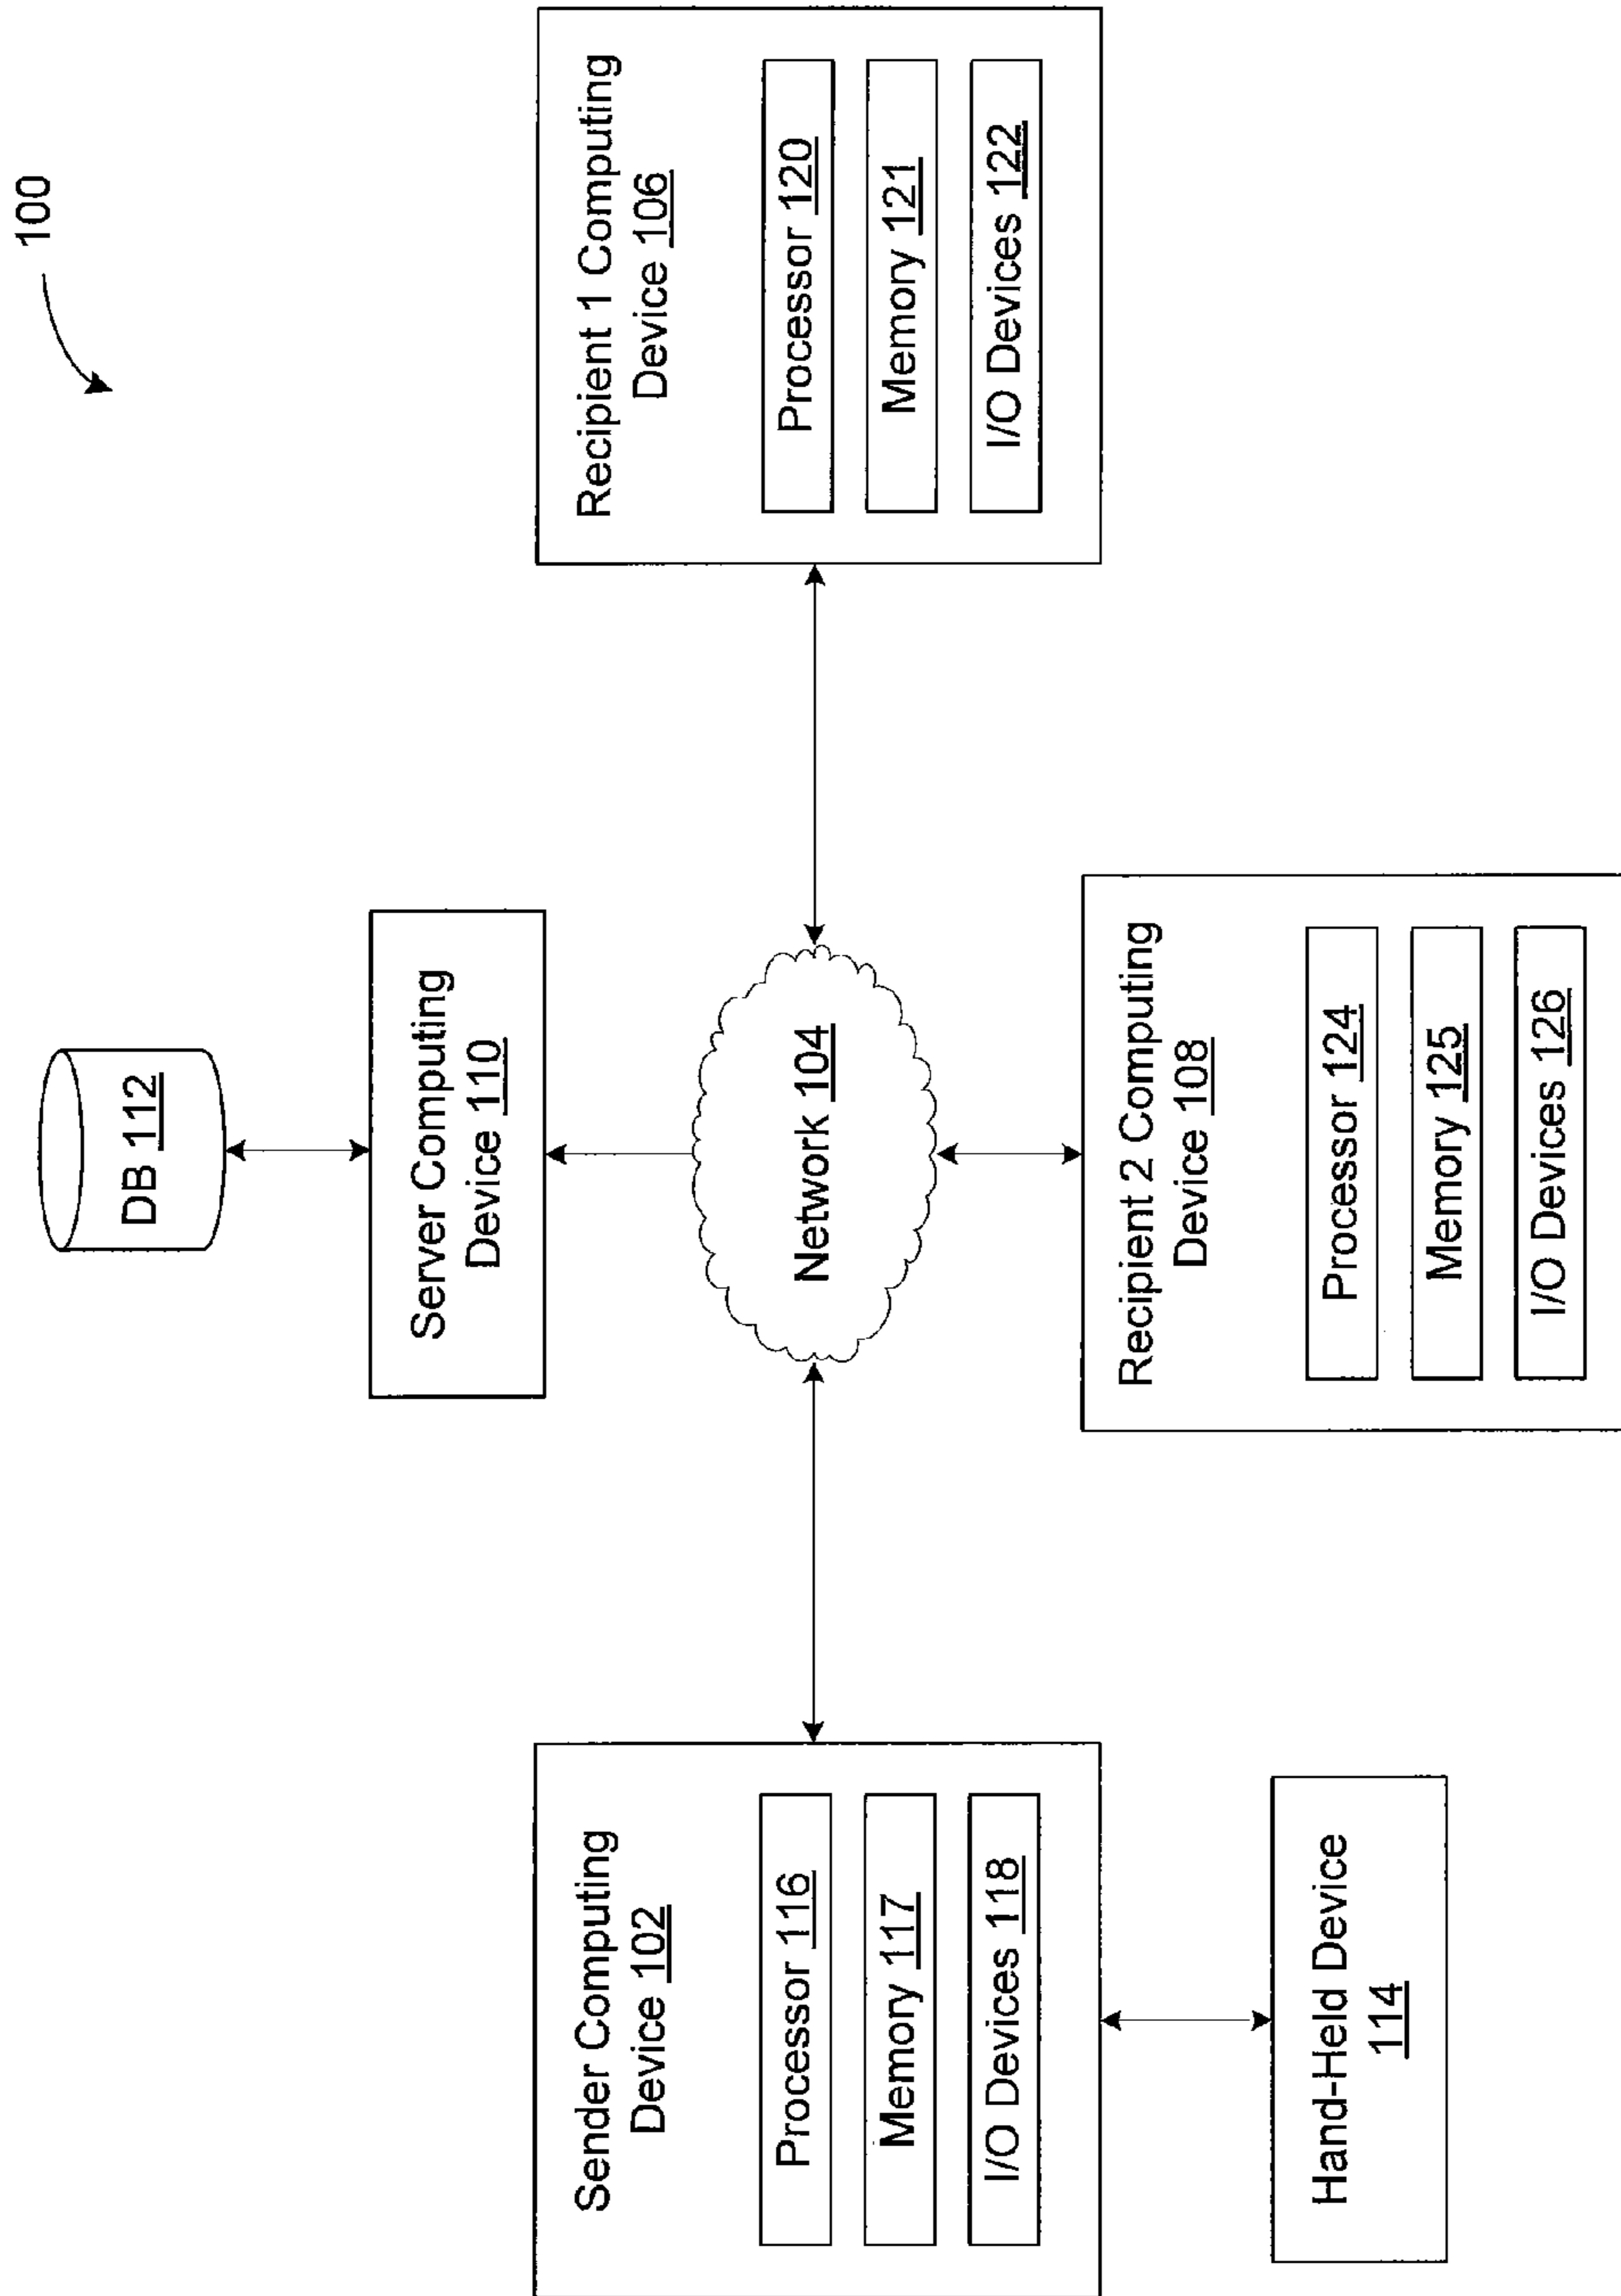 100
DB 112
Server Computing
Device 110
Sender Computing
Device 102
Processor 116
Memory 117
I/O Devices 118
Network 104
Recipient 1 Computing
Device 106
Processor 120
Memory 121
I/O Devices 122
Hand-Held Device
114
Recipient 2 Computing
Device 108
Processor 124
Memory 125
I/O Devices 126